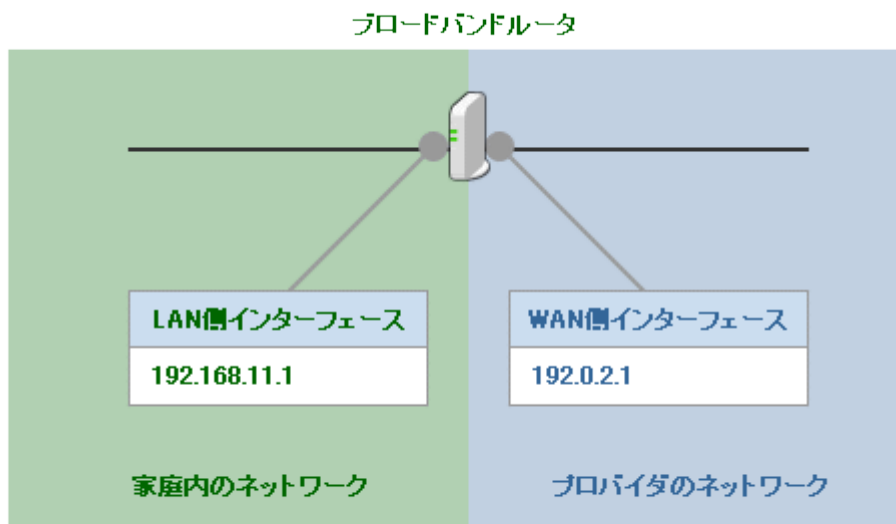 ブロードバンドルータ
LAN側インターフェース
192.168.11.1
WAN側インターフェース
192.0.2.1
家庭内のネットワーク
プロバイダのネットワーク